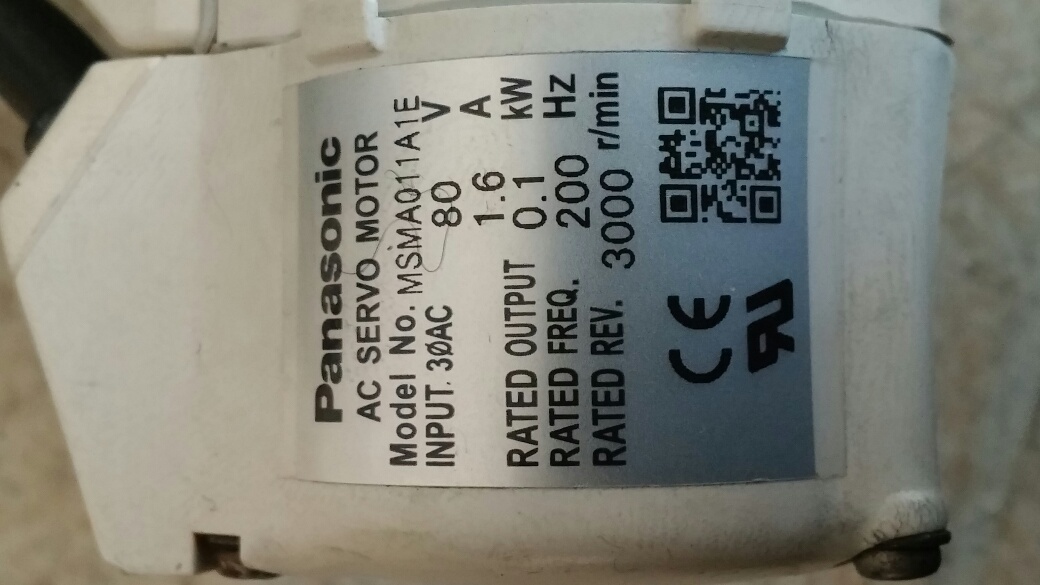 Panasonic
AC SERVO MOTOR
Model No. MSMA011A1E
INPUT. 3ØAC 80 V
1.6 A
RATED OUTPUT 0.1 kW
RATED FREQ. 200 Hz
RATED REV. 3000 r/min
CE